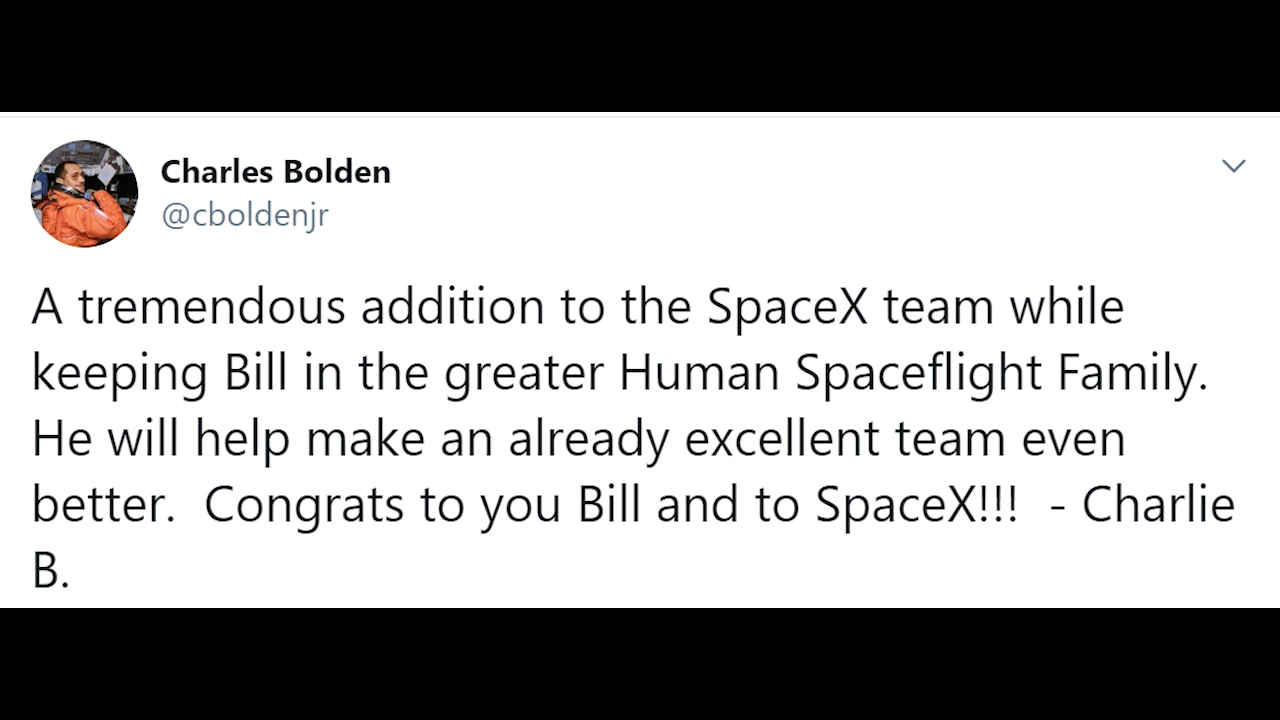 Charles Bolden
@cboldenjr
A tremendous addition to the SpaceX team while
keeping Bill in the greater Human Spaceflight Family.
He will help make an already excellent team even
better.  Congrats to you Bill and to SpaceX!!!  - Charlie
B.